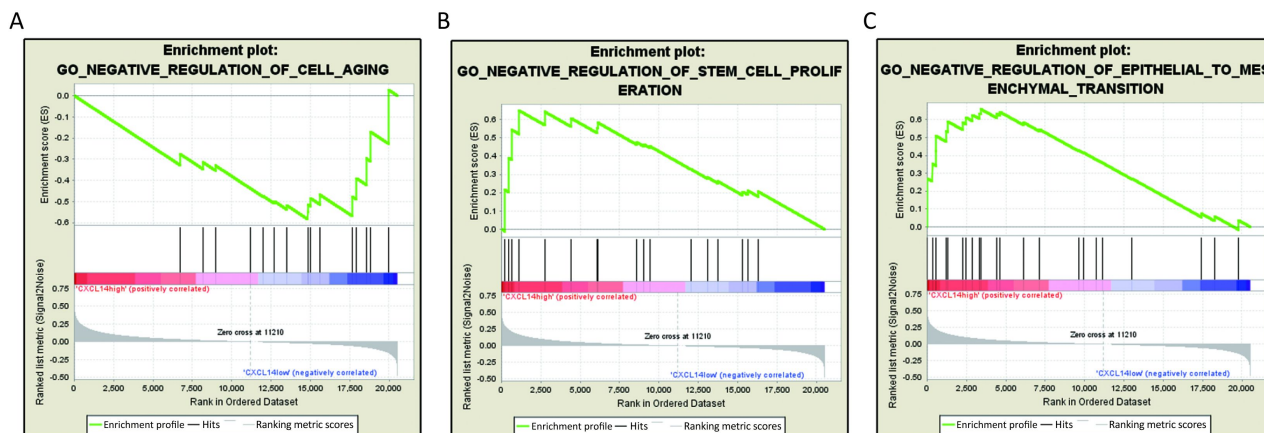 A
Enrichment plot:
GO_NEGATIVE_REGULATION_OF_CELL_AGING
Enrichment score (ES)
0.0
-0.1
-0.2
-0.3
-0.4
-0.5
-0.6
'CXCL14high' (positively correlated)
Ranked list metric (Signal2Noise)
0.75
0.50
0.25
0.00
-0.25
-0.50
Zero cross at 11210
'CXCL14low' (negatively correlated)
0
2,500
5,000
7,500
10,000
12,500
15,000
17,500
20,000
Rank in Ordered Dataset
Enrichment profile
Hits
Ranking metric scores
B
Enrichment plot:
GO_NEGATIVE_REGULATION_OF_STEM_CELL_PROLIF
ERATION
Enrichment score (ES)
0.6
0.5
0.4
0.3
0.2
0.1
0.0
'CXCL14high' (positively correlated)
Ranked list metric (Signal2Noise)
0.75
0.50
0.25
0.00
-0.25
-0.50
Zero cross at 11210
'CXCL14low' (negatively correlated)
0
2,500
5,000
7,500
10,000
12,500
15,000
17,500
20,000
Rank in Ordered Dataset
Enrichment profile
Hits
Ranking metric scores
C
Enrichment plot:
GO_NEGATIVE_REGULATION_OF_EPITHELIAL_TO_MES
ENCHYMAL_TRANSITION
Enrichment score (ES)
0.6
0.5
0.4
0.3
0.2
0.1
0.0
'CXCL14high' (positively correlated)
Ranked list metric (Signal2Noise)
0.75
0.50
0.25
0.00
-0.25
-0.50
Zero cross at 11210
'CXCL14low' (negatively correlated)
0
2,500
5,000
7,500
10,000
12,500
15,000
17,500
20,000
Rank in Ordered Dataset
Enrichment profile
Hits
Ranking metric scores